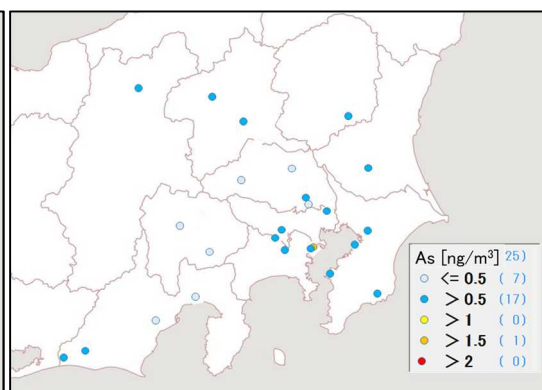 As [ng/m³] 25)
<= 0.5 ( 7)
> 0.5 (17)
> 1 ( 0)
> 1.5 ( 1)
> 2 ( 0)